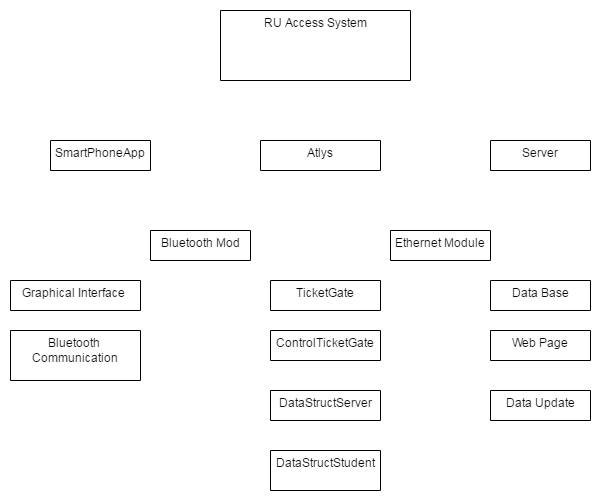 RU Access System
SmartPhoneApp
Atlys
Server
Bluetooth Mod
Ethernet Module
Graphical Interface
TicketGate
Data Base
Bluetooth
Communication
ControlTicketGate
Web Page
DataStructServer
Data Update
DataStructStudent